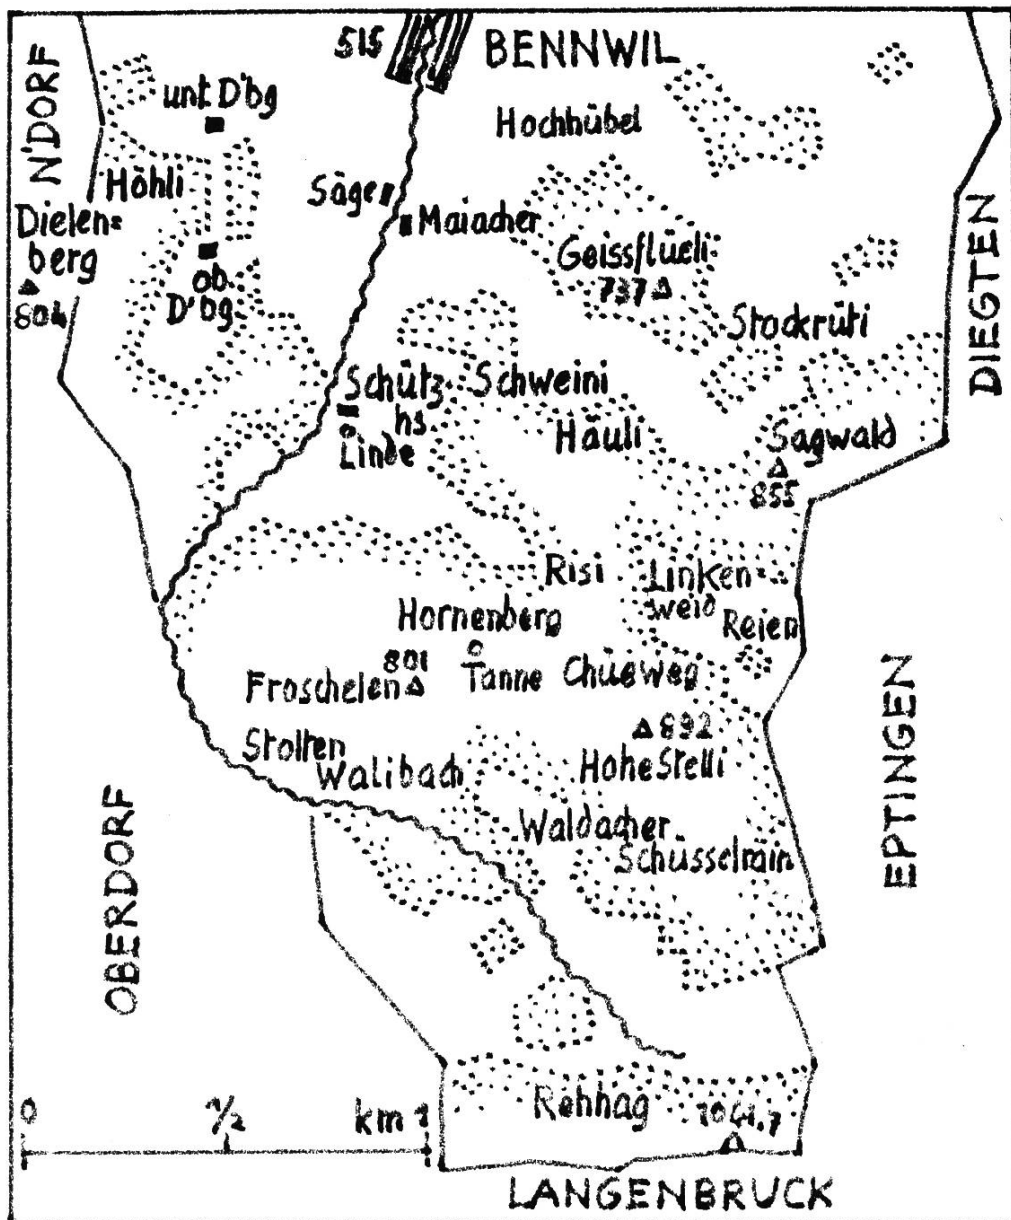 515
BENNWIL
N'DORF
unt. D'bg
Hochhübel
Höhli
Säge
Maiacher
Dielen=
berg
804
ob.
D'bg
Geissflüeli
737
DIEGTEN
Stockrüti
Schütz
hs
Linde
Schweini
Häuli
Sagwald
855
Risi
Linken=
weid
Reien
Hornenberg
801
Froschelen
Tanne
Chüeweg
892
Hohe Stelli
Stolten
Walibach
EPTINGEN
OBERDORF
Waldacher
Schüsselrain
Rehhag
1041.7
0
1/2
km 1
LANGENBRUCK